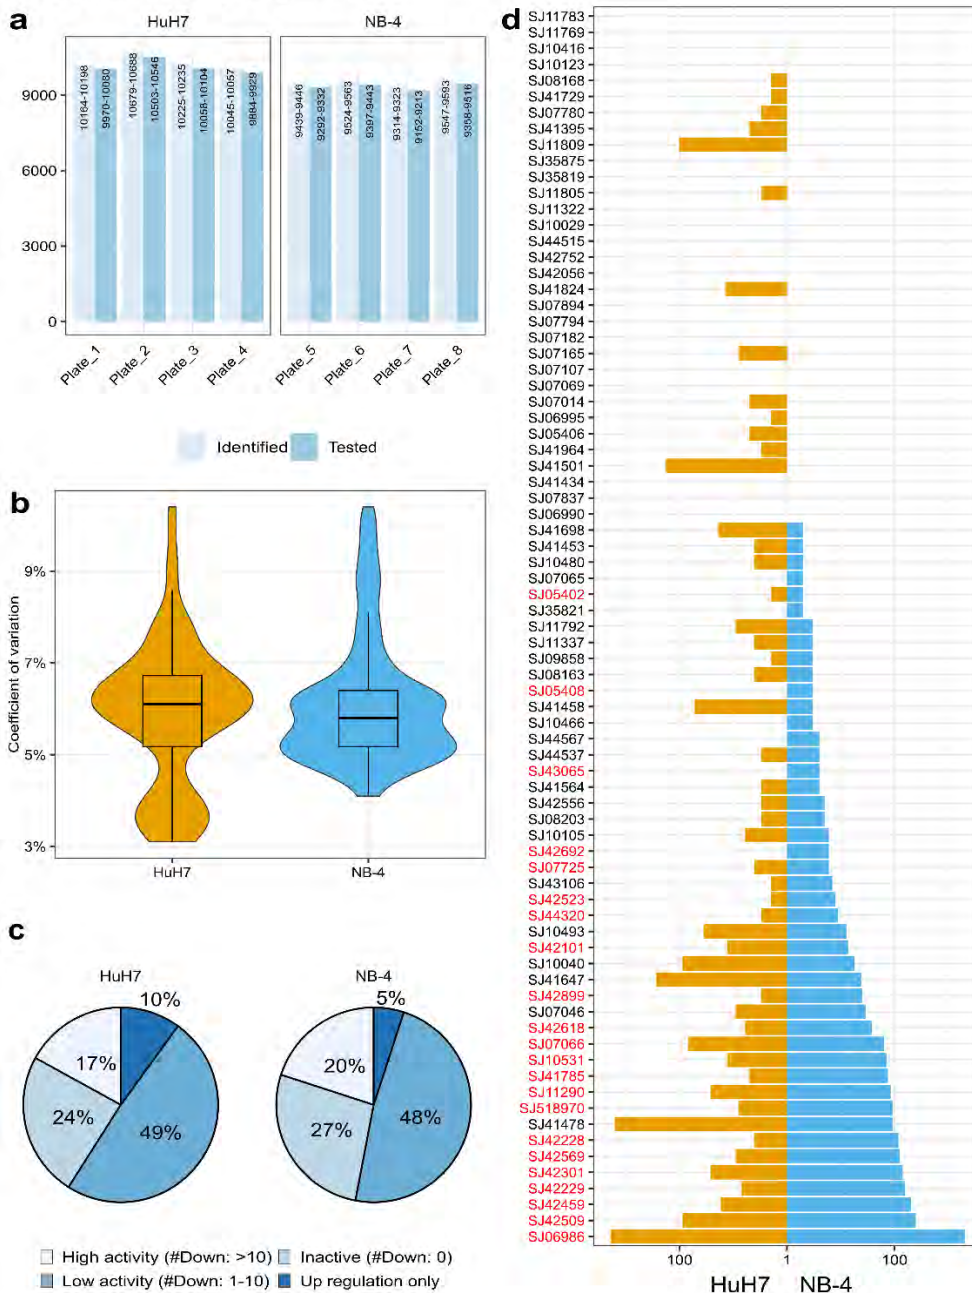 a
HuH7
NB-4
9000
6000
3000
0
10164-10198
9970-10080
10679-10688
10503-10546
10225-10235
10058-10104
10045-10057
9884-9929
9439-9446
9292-9332
9524-9563
9397-9443
9314-9323
9152-9213
9547-9593
9358-9516
Plate_1
Plate_2
Plate_3
Plate_4
Plate_5
Plate_6
Plate_7
Plate_8
Identified
Tested
b
Coefficient of variation
9%
7%
5%
3%
HuH7
NB-4
c
HuH7
NB-4
10%
17%
24%
49%
5%
20%
27%
48%
High activity (#Down: >10)
Inactive (#Down: 0)
Low activity (#Down: 1-10)
Up regulation only
d
SJ11783
SJ11769
SJ10416
SJ10123
SJ08168
SJ41729
SJ07780
SJ41395
SJ11809
SJ35875
SJ35819
SJ11805
SJ11322
SJ10029
SJ44515
SJ42752
SJ42056
SJ41824
SJ07894
SJ07794
SJ07182
SJ07165
SJ07107
SJ07069
SJ07014
SJ06995
SJ05406
SJ41964
SJ41501
SJ41434
SJ07837
SJ06990
SJ41698
SJ41453
SJ10480
SJ07065
SJ05402
SJ35821
SJ11792
SJ11337
SJ09858
SJ08163
SJ05408
SJ41458
SJ10466
SJ44567
SJ44537
SJ43065
SJ41564
SJ42556
SJ08203
SJ10105
SJ42692
SJ07725
SJ43106
SJ42523
SJ44320
SJ10493
SJ42101
SJ10040
SJ41647
SJ42899
SJ07046
SJ42618
SJ07066
SJ10531
SJ41785
SJ11290
SJ518970
SJ41478
SJ42228
SJ42569
SJ42301
SJ42229
SJ42459
SJ42509
SJ06986
100
1
100
HuH7
NB-4